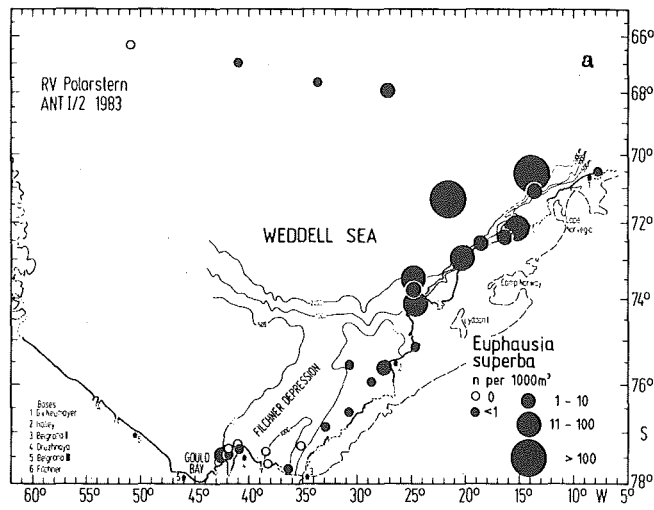 66°
a
RV Polarstern
ANT I/2 1983
68°
70°
72°
Cape
Norvegia
WEDDELL SEA
Camp Norway
74°
Lyddan I
Euphausia
superba
n per 1000m³
0
1 - 10
<1
11 - 100
> 100
76°
FILCHNER DEPRESSION
Bases
1 G v Neumayer
2 Halley
3 Belgrano II
4 Druzhnaya
5 Belgrano III
6 Filchner
GOULD
BAY
S
78°
60° 55° 50° 45° 40° 35° 30° 25° 20° 15° 10° W 5°